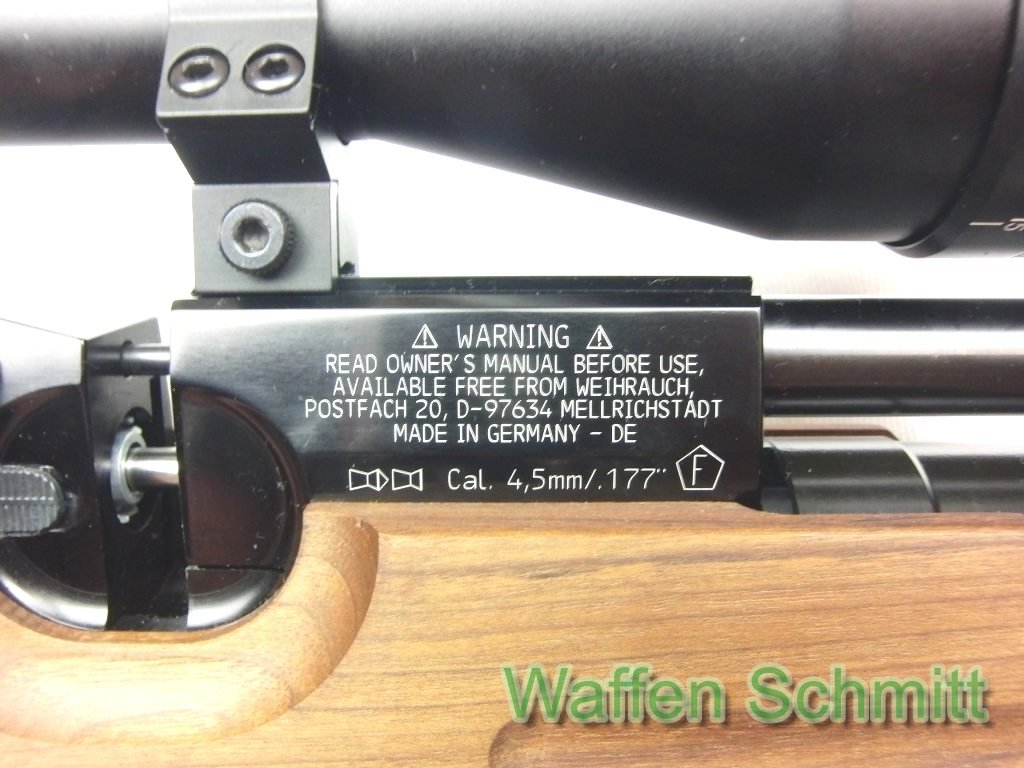 ⚠ WARNING ⚠
READ OWNER'S MANUAL BEFORE USE,
AVAILABLE FREE FROM WEIHRAUCH,
POSTFACH 20, D-97634 MELLRICHSTADT
MADE IN GERMANY - DE
Cal. 4,5mm/.177" F
Waffen Schmitt